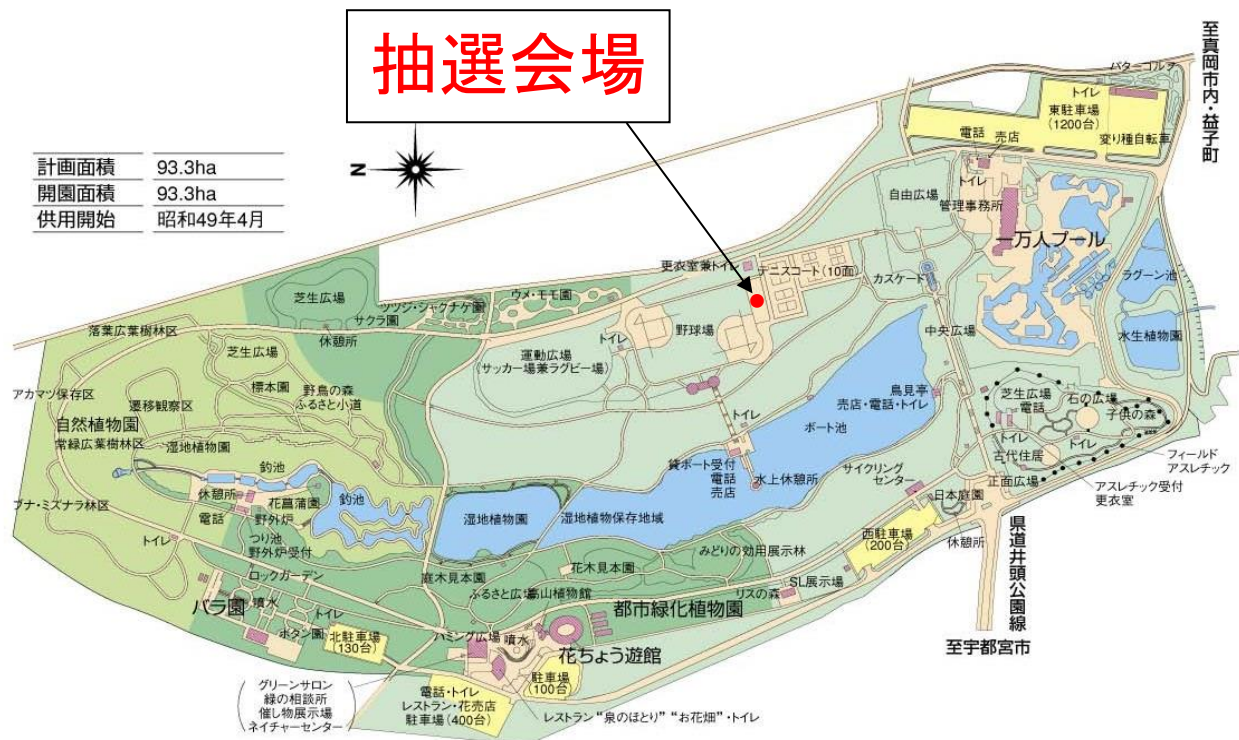 抽選会場
計画面積 93.3ha
開園面積 93.3ha
供用開始 昭和49年4月
N
至真岡市内・益子町
パターゴルフ
トイレ
東駐車場
(1200台)
変り種自転車
電話
売店
トイレ
管理事務所
自由広場
一万人プール
ラグーン池
水生植物園
更衣室兼トイレ
テニスコート(10面)
カスケード
中央広場
芝生広場
ツツジ・シャクナゲ園
ウメ・モモ園
サクラ園
休憩所
落葉広葉樹林区
野球場
トイレ
運動広場
(サッカー場兼ラグビー場)
芝生広場
標本園
野鳥の森
ふるさと小道
アカマツ保存区
遷移観察区
自然植物園
常緑広葉樹林区
湿地植物園
釣池
休憩所
花菖蒲園
釣池
電話
野外炉
つり池
野外炉受付
ブナ・ミズナラ林区
トイレ
鳥見亭
売店・電話・トイレ
ボート池
トイレ
貸ボート受付
電話
売店
水上休憩所
サイクリング
センター
芝生広場
電話
石の広場
子供の森
トイレ
トイレ
古代住居
フィールド
アスレチック
アスレチック受付
更衣室
正面広場
日本庭園
休憩所
県道井頭公園線
至宇都宮市
西駐車場
(200台)
SL展示場
リスの森
湿地植物園
湿地植物保存地域
みどりの効用展示林
花木見本園
庭木見本園
ふるさと広場
高山植物館
都市緑化植物園
ロックガーデン
バラ園
噴水
トイレ
ボタン園
北駐車場
(130台)
ハミング広場
噴水
花ちょう遊館
駐車場
(100台)
グリーンサロン
緑の相談所
催し物展示場
ネイチャーセンター
電話・トイレ
レストラン・花売店
駐車場(400台)
レストラン“泉のほとり”“お花畑”・トイレ